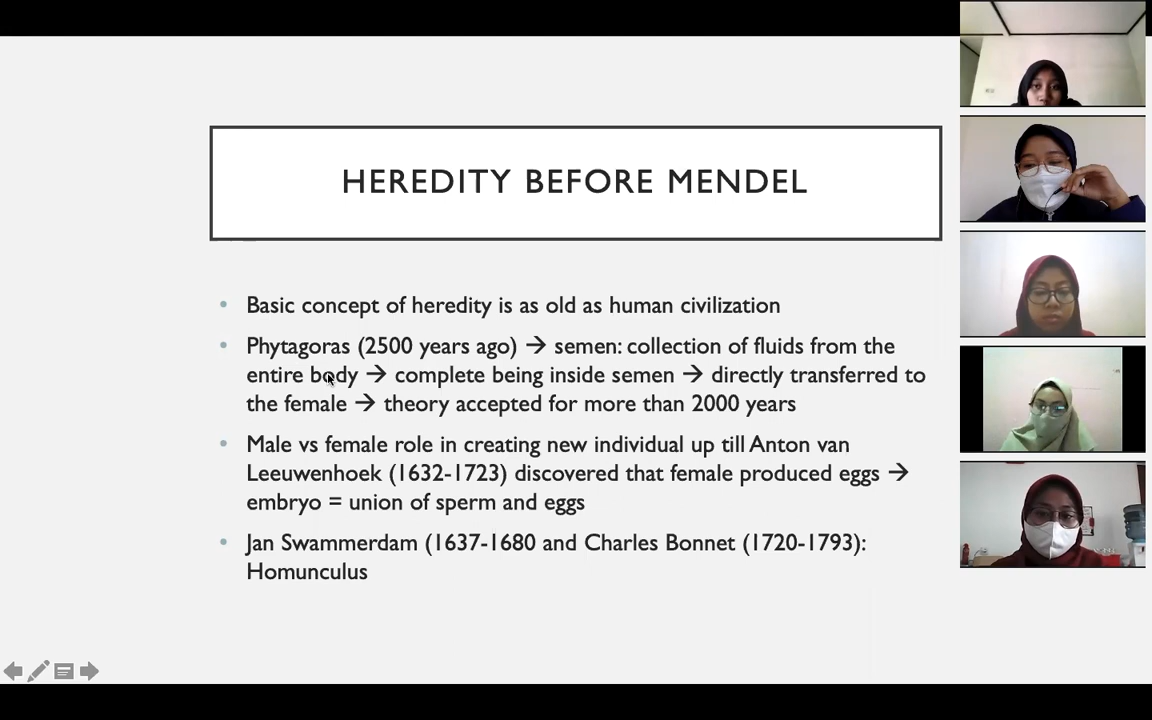 HEREDITY BEFORE MENDEL
• Basic concept of heredity is as old as human civilization
• Phytagoras (2500 years ago) → semen: collection of fluids from the
entire body → complete being inside semen → directly transferred to
the female → theory accepted for more than 2000 years
• Male vs female role in creating new individual up till Anton van
Leeuwenhoek (1632-1723) discovered that female produced eggs →
embryo = union of sperm and eggs
• Jan Swammerdam (1637-1680 and Charles Bonnet (1720-1793):
Homunculus